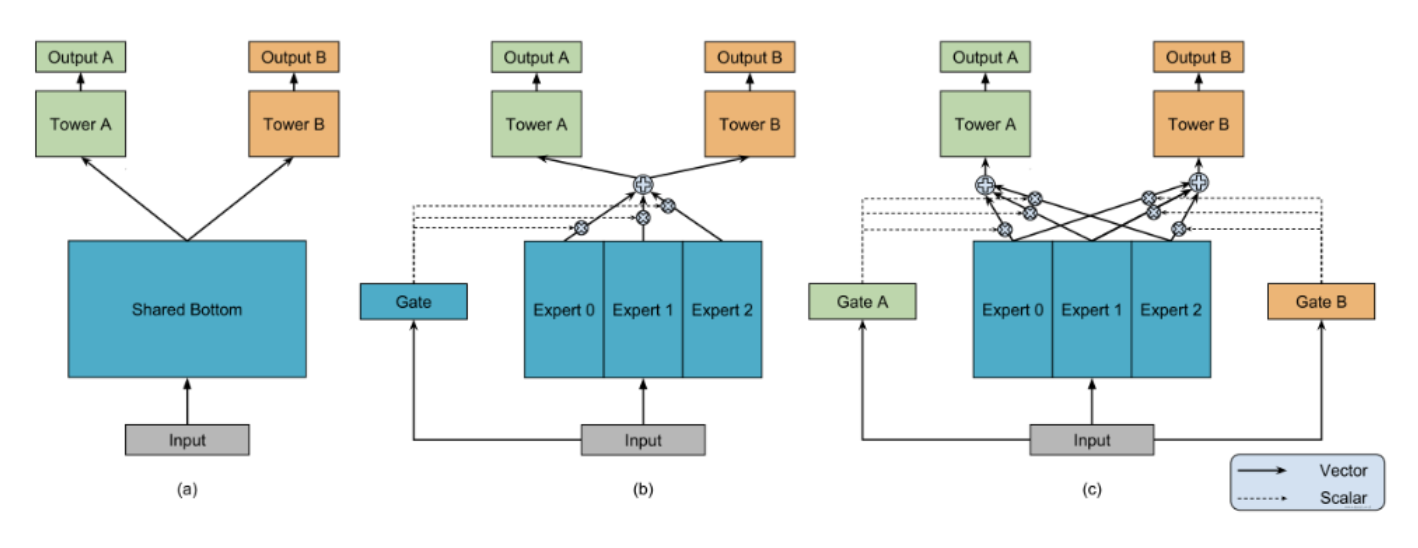 Output A
Output B
Tower A
Tower B
Shared Bottom
Input
(a)
Output A
Output B
Tower A
Tower B
Gate
Expert 0
Expert 1
Expert 2
Input
(b)
Output A
Output B
Tower A
Tower B
Gate A
Expert 0
Expert 1
Expert 2
Gate B
Input
(c)
Vector
Scalar